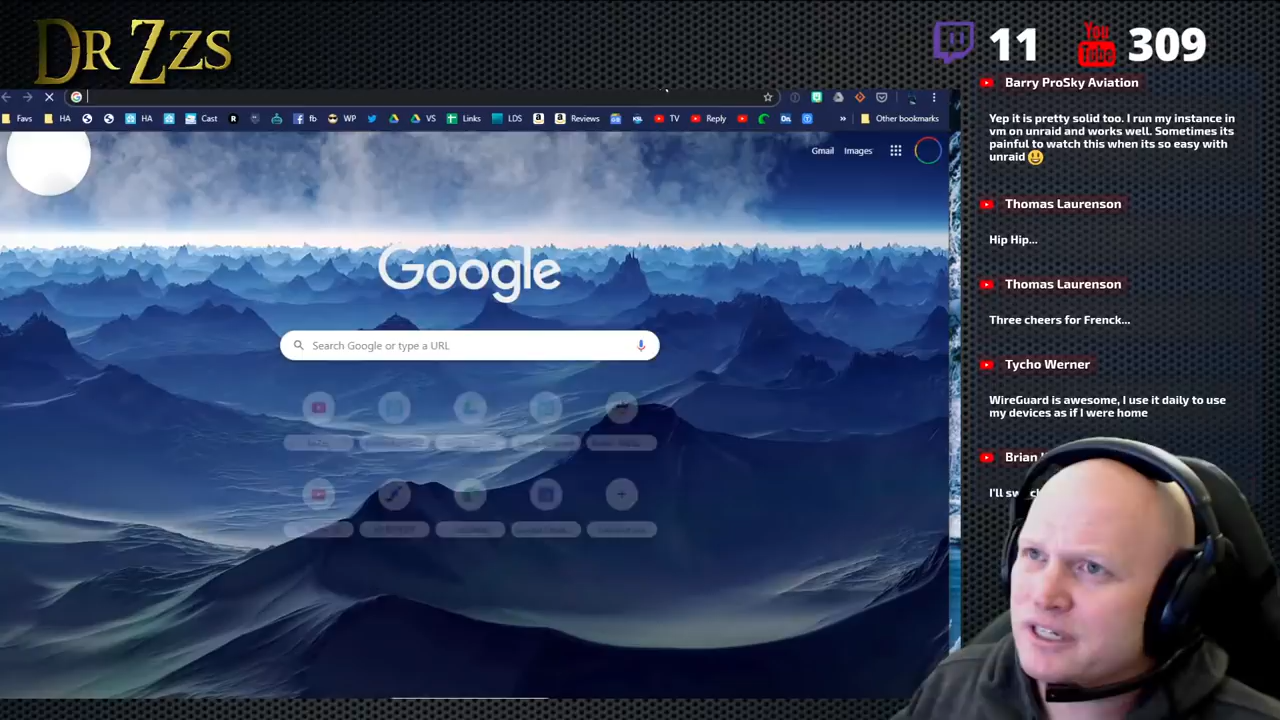 DR ZZS
11
You
Tube
309
Favs
HA
HA
Cast
R
fb
WP
VS
Links
LDS
Reviews
TV
Reply
»
Other bookmarks
Gmail
Images
Google
Search Google or type a URL
Barry ProSky Aviation
Yep it is pretty solid too. I run my instance in
vm on unraid and works well. Sometimes its
painful to watch this when its so easy with
unraid
Thomas Laurenson
Hip Hip...
Thomas Laurenson
Three cheers for Frenck...
Tycho Werner
WireGuard is awesome, I use it daily to use
my devices as if I were home
Brian
I'll